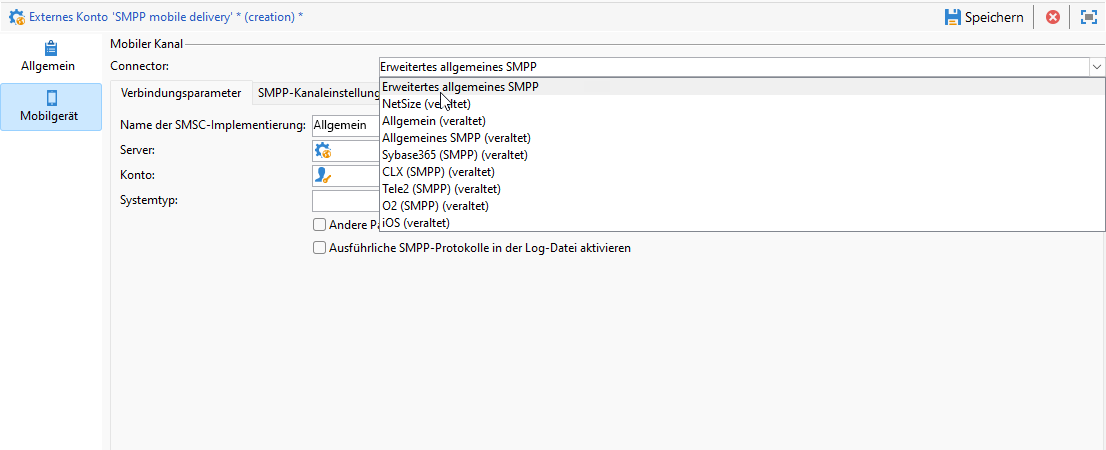 Externes Konto 'SMPP mobile delivery' * (creation) *
Speichern
Allgemein
Mobilgerät
Mobiler Kanal
Connector:
Erweitertes allgemeines SMPP
Erweitertes allgemeines SMPP
NetSize (veraltet)
Allgemein (veraltet)
Allgemeines SMPP (veraltet)
Sybase365 (SMPP) (veraltet)
CLX (SMPP) (veraltet)
Tele2 (SMPP) (veraltet)
O2 (SMPP) (veraltet)
iOS (veraltet)
Verbindungsparameter
SMPP-Kanaleinstellung
Name der SMSC-Implementierung:
Allgemein
Server:
Konto:
Systemtyp:
Andere
Ausführliche SMPP-Protokolle in der Log-Datei aktivieren